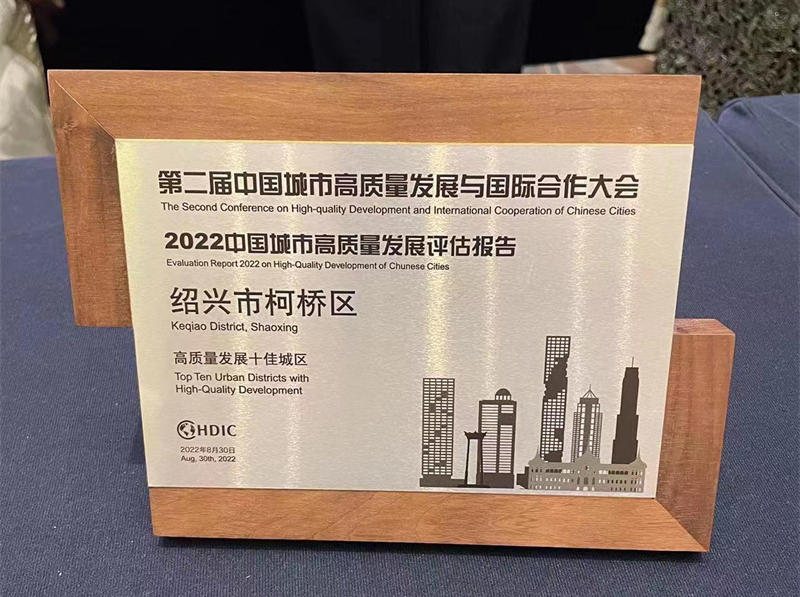 第二届中国城市高质量发展与国际合作大会
The Second Conference on High-quality Development and International Cooperation of Chinese Cities
2022中国城市高质量发展评估报告
Evaluation Report 2022 on High-Quality Development of Chunese Cities
绍兴市柯桥区
Keqiao District, Shaoxing
高质量发展十佳城区
Top Ten Urban Districts with
High-Quality Development
HDIC
2022年8月30日
Aug, 30th, 2022